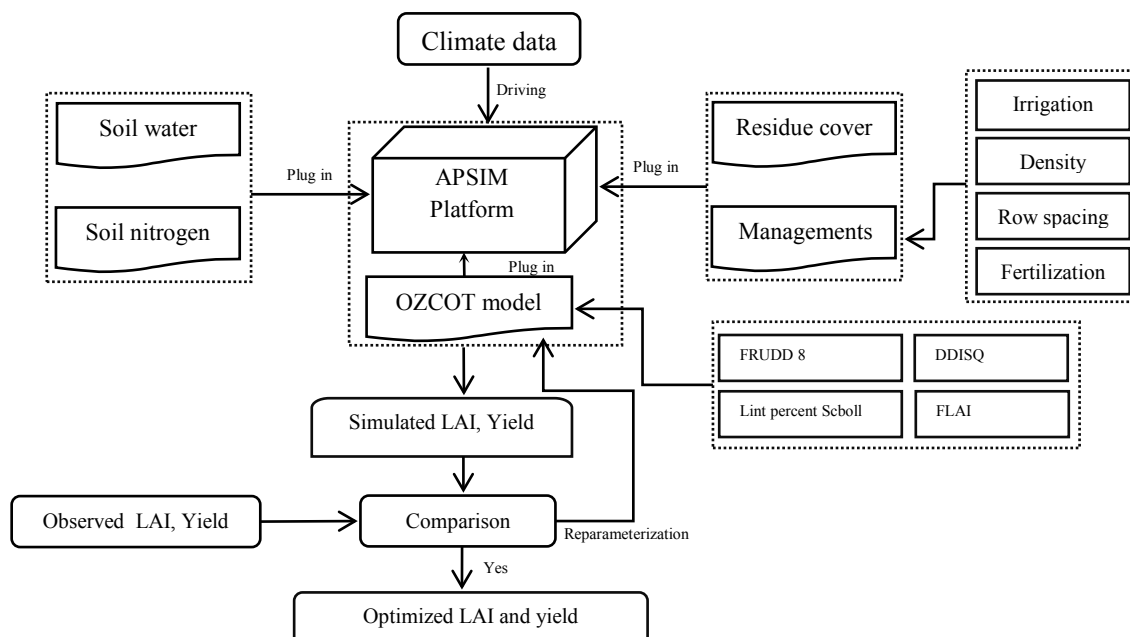 Climate data
Driving
Soil water
Soil nitrogen
Plug in
APSIM
Platform
Plug in
OZCOT model
Plug in
Residue cover
Managements
Irrigation
Density
Row spacing
Fertilization
FRUDD 8
DDISQ
Lint percent Scboll
FLAI
Simulated LAI, Yield
Observed LAI, Yield
Comparison
Reparameterization
Yes
Optimized LAI and yield